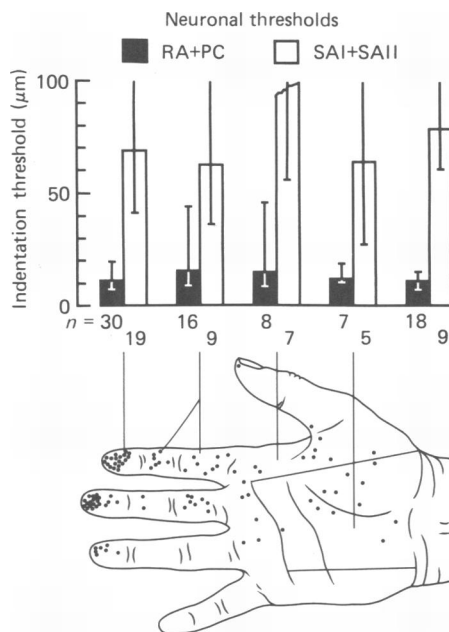 Neuronal thresholds
RA+PC SAI+SAII
Indentation threshold (μm)
100
50
0
n = 30 16 8 7 18
19 9 7 5 9